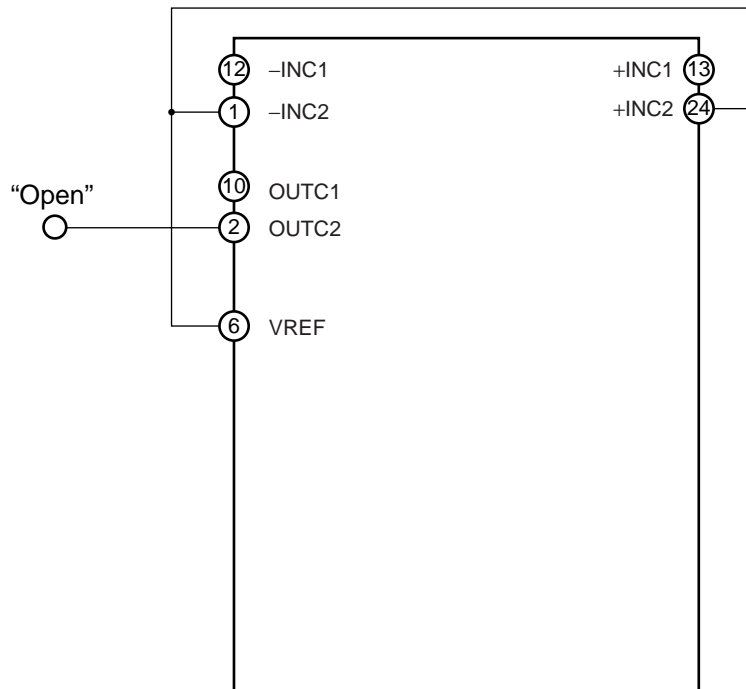 12 −INC1
+INC1 13
1 −INC2
+INC2 24
10 OUTC1
“Open”
2 OUTC2
6 VREF